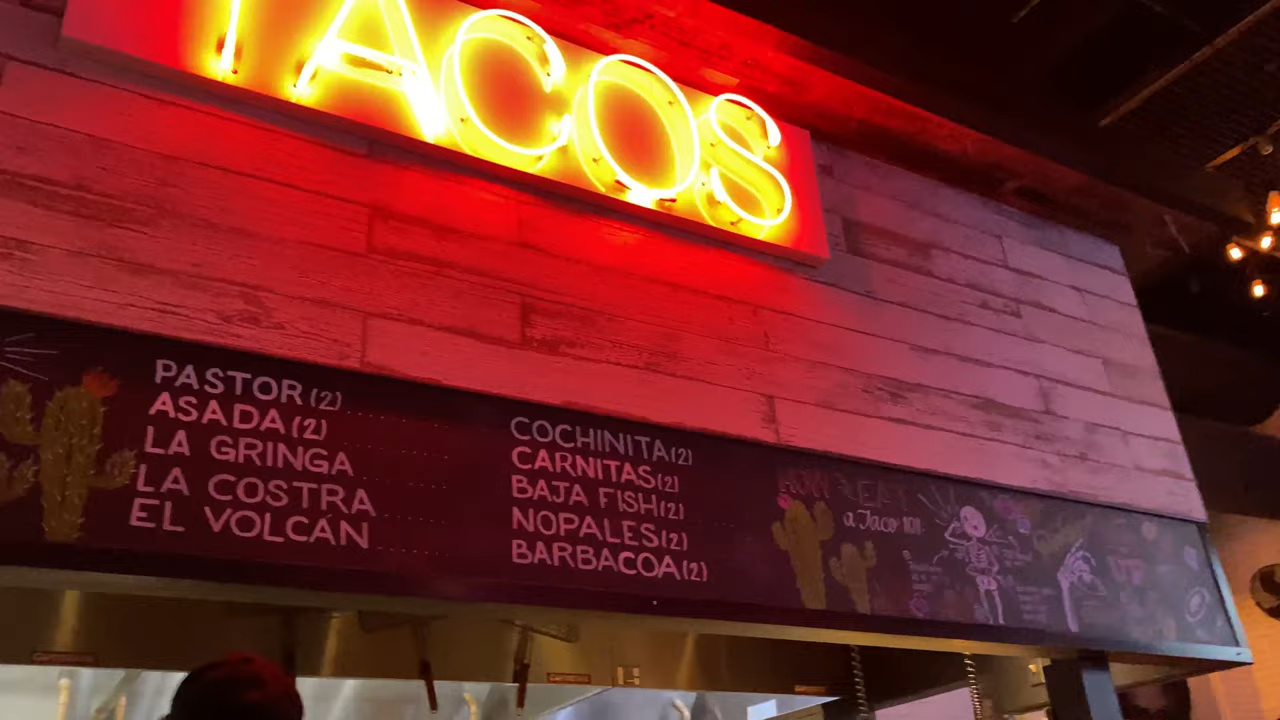 TACOS
PASTOR (2)
ASADA (2)
LA GRINGA
LA COSTRA
EL VOLCÁN
COCHINITA (2)
CARNITAS (2)
BAJA FISH (2)
NOPALES (2)
BARBACOA (2)
EAT
a Taco 101